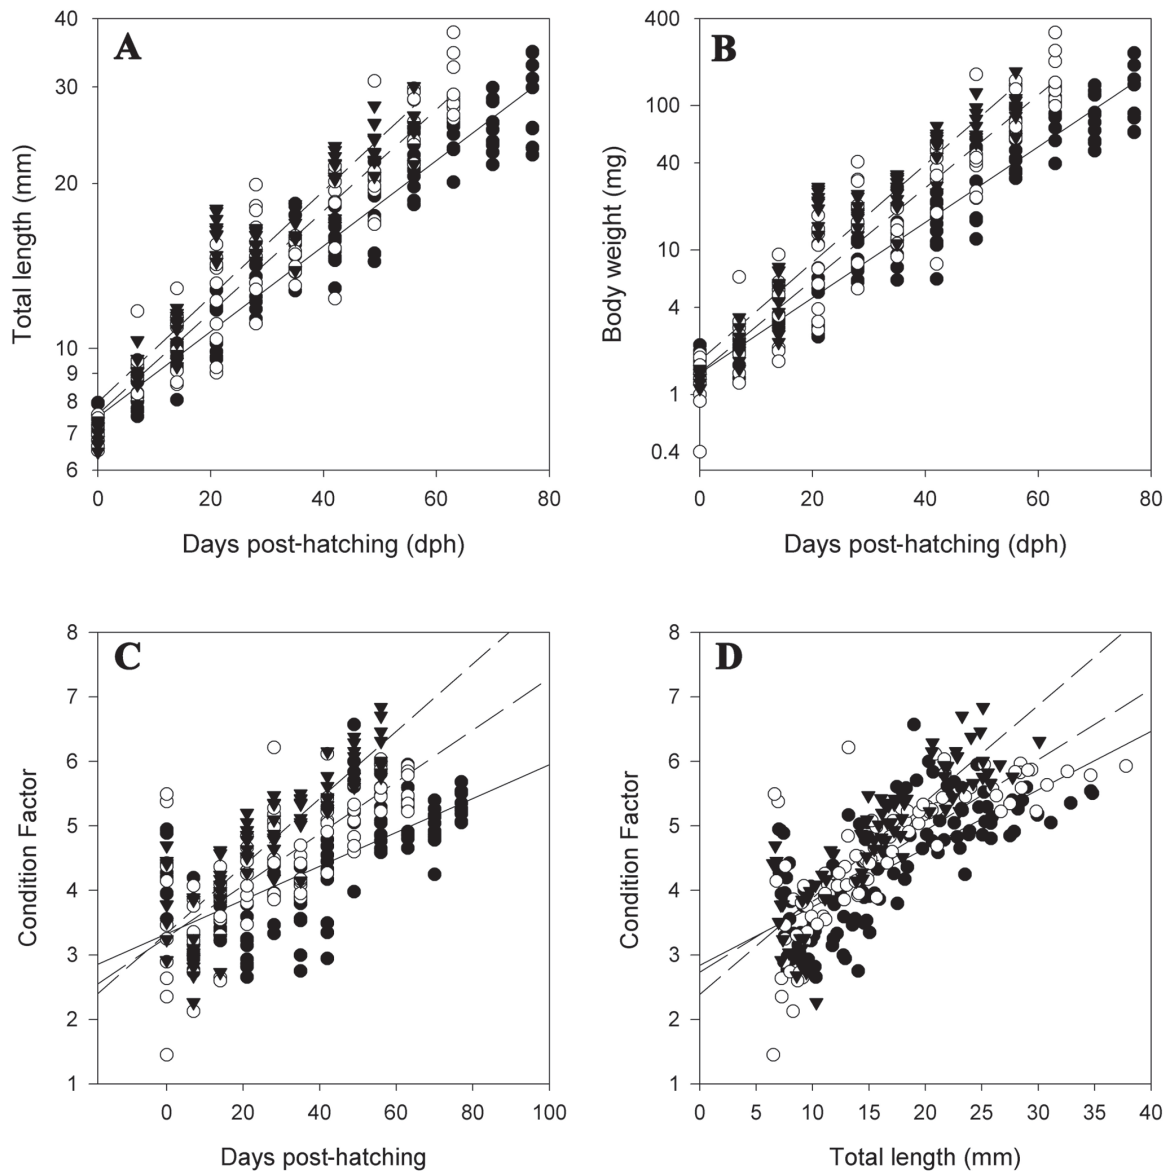 A
40
30
20
10
9
8
7
6
Total length (mm)
0 20 40 60 80
Days post-hatching (dph)
B
400
100
40
10
4
1
0.4
Body weight (mg)
0 20 40 60 80
Days post-hatching (dph)
C
8
7
6
5
4
3
2
1
Condition Factor
0 20 40 60 80 100
Days post-hatching
D
8
7
6
5
4
3
2
1
Condition Factor
0 5 10 15 20 25 30 35 40
Total length (mm)